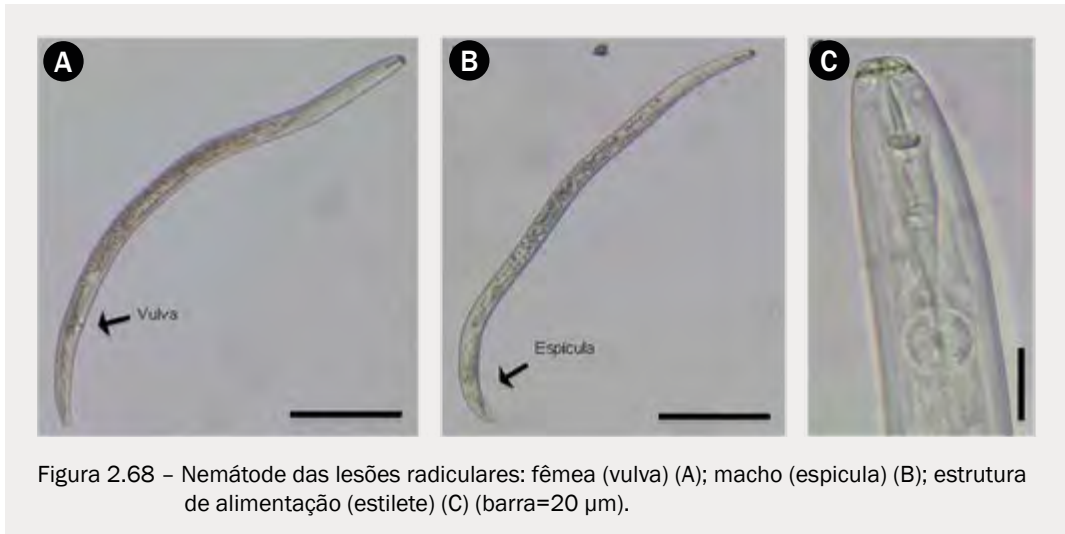 A
B
C
Vulva
Espícula
Figura 2.68 – Nemátode das lesões radiculares: fêmea (vulva) (A); macho (espicula) (B); estrutura
de alimentação (estilete) (C) (barra=20 μm).